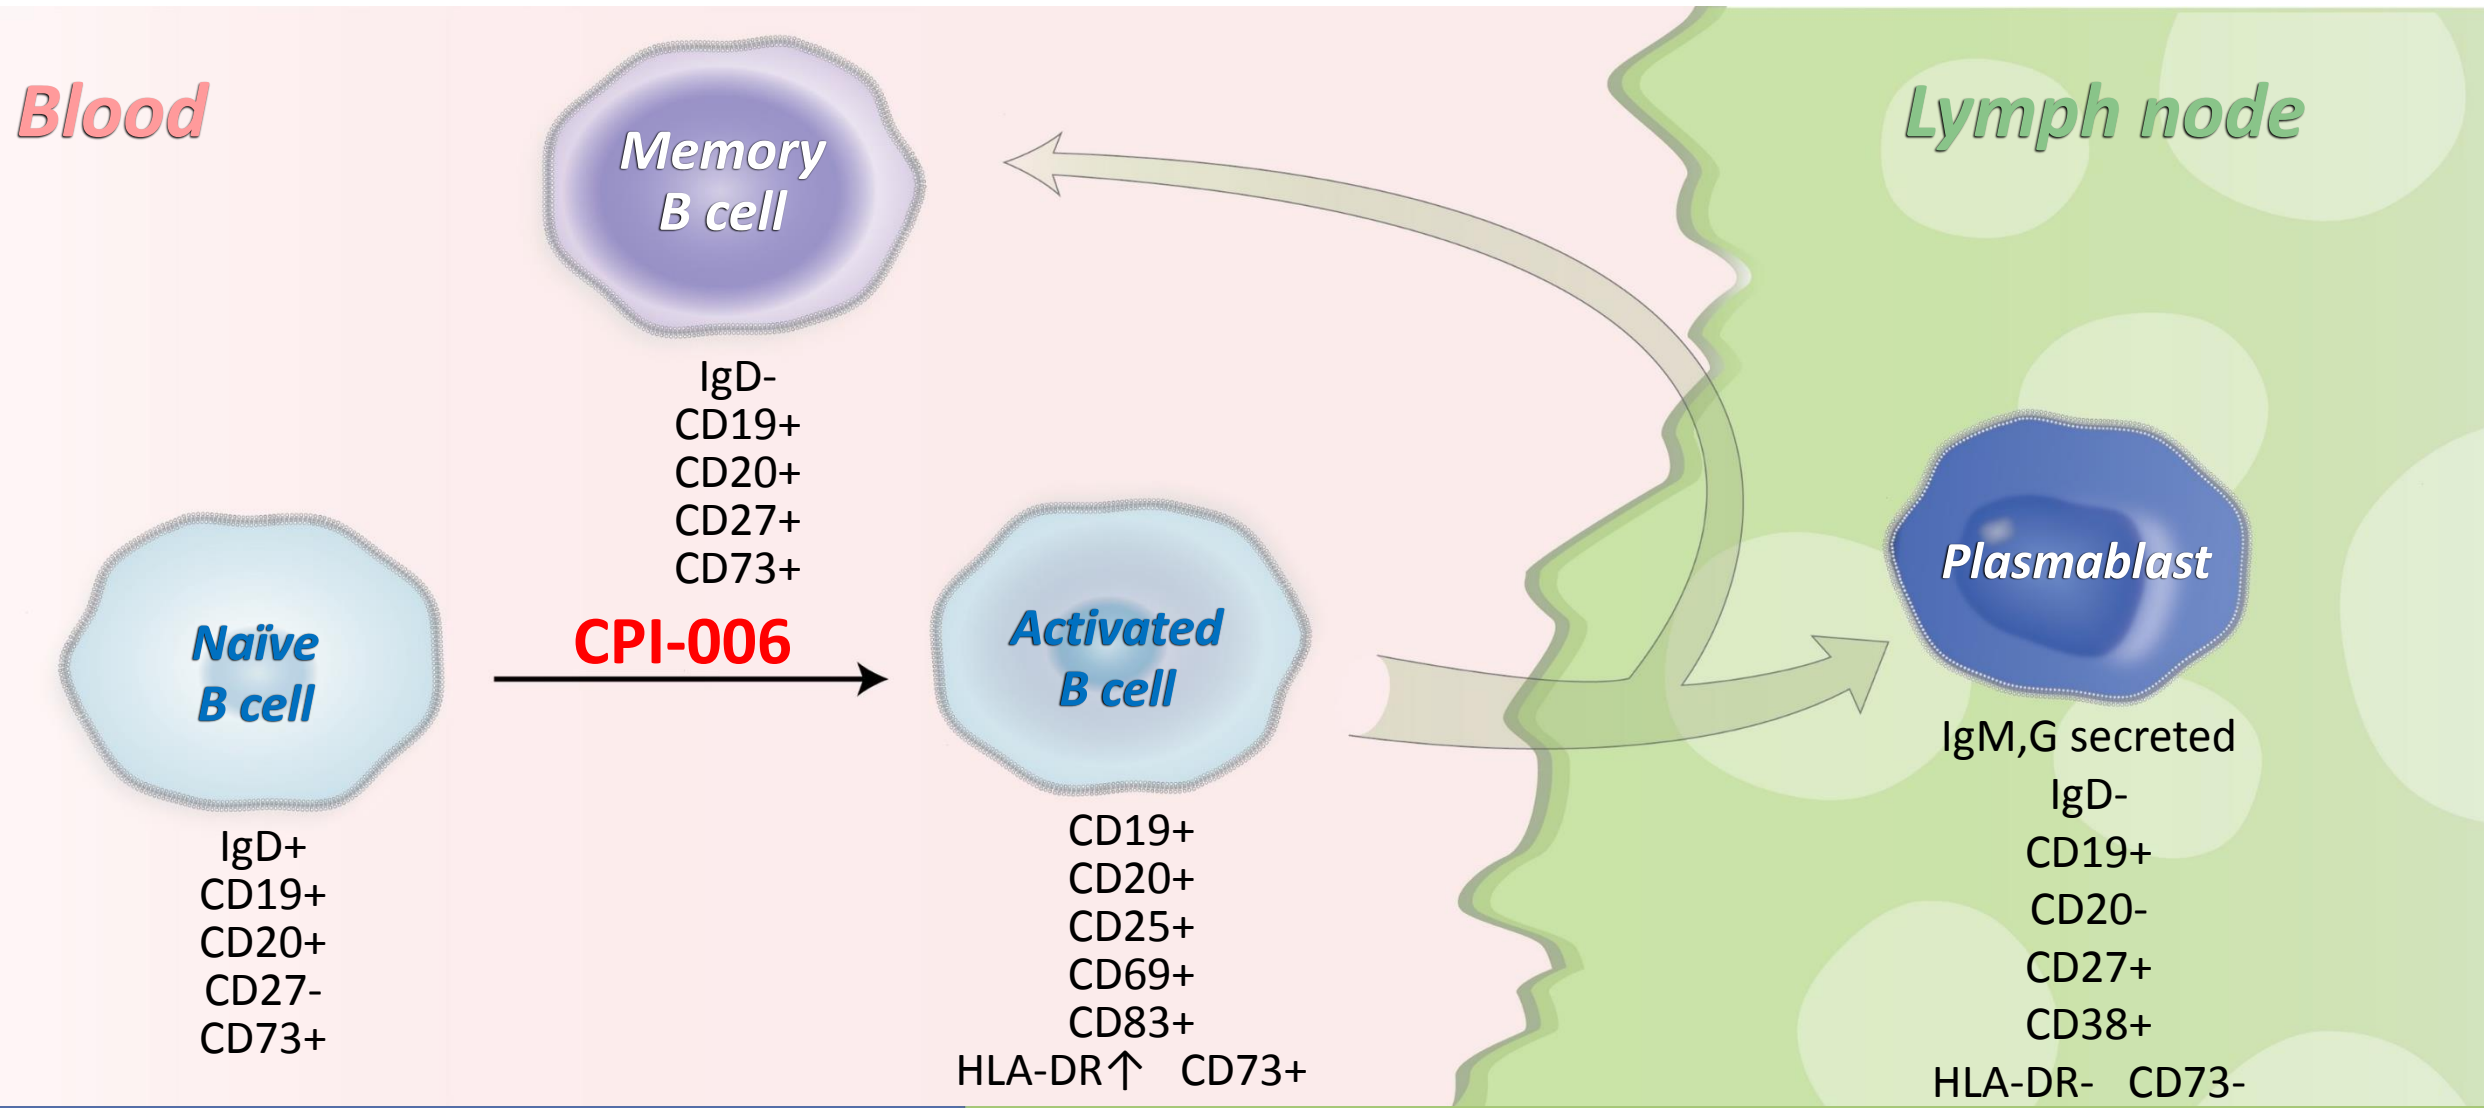 Blood
Lymph node
Memory
B cell
IgD-
CD19+
CD20+
CD27+
CD73+
Naïve
B cell
IgD+
CD19+
CD20+
CD27-
CD73+
CPI-006
Activated
B cell
CD19+
CD20+
CD25+
CD69+
CD83+
HLA-DR↑ CD73+
Plasmablast
IgM,G secreted
IgD-
CD19+
CD20-
CD27+
CD38+
HLA-DR- CD73-